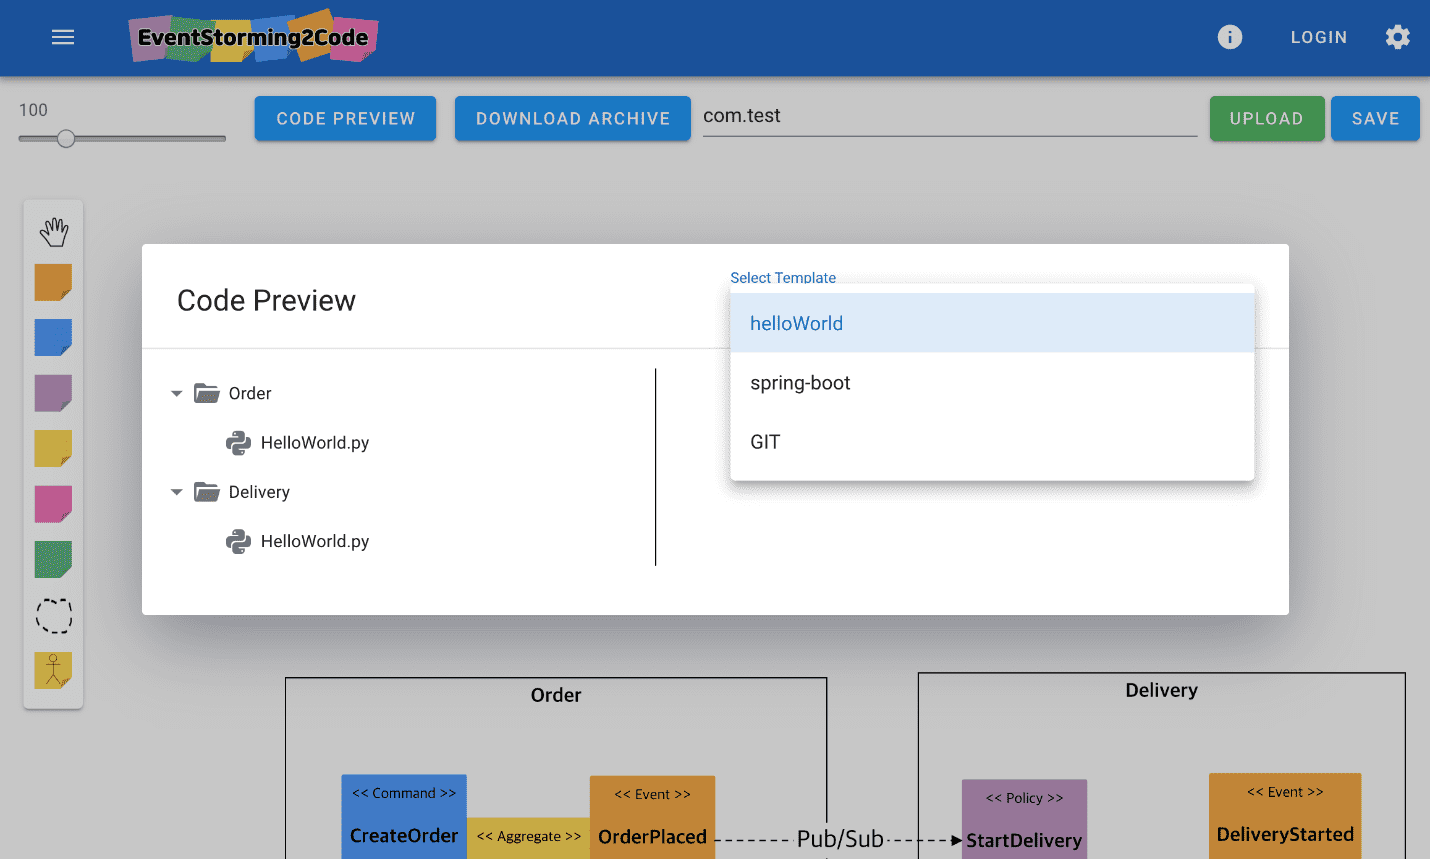 EventStorming2Code
LOGIN
100
CODE PREVIEW
DOWNLOAD ARCHIVE
com.test
UPLOAD
SAVE
Code Preview
Select Template
helloWorld
spring-boot
GIT
Order
HelloWorld.py
Delivery
HelloWorld.py
Order
Delivery
<< Command >>
CreateOrder
<< Aggregate >>
<< Event >>
OrderPlaced
Pub/Sub
<< Policy >>
StartDelivery
<< Event >>
DeliveryStarted